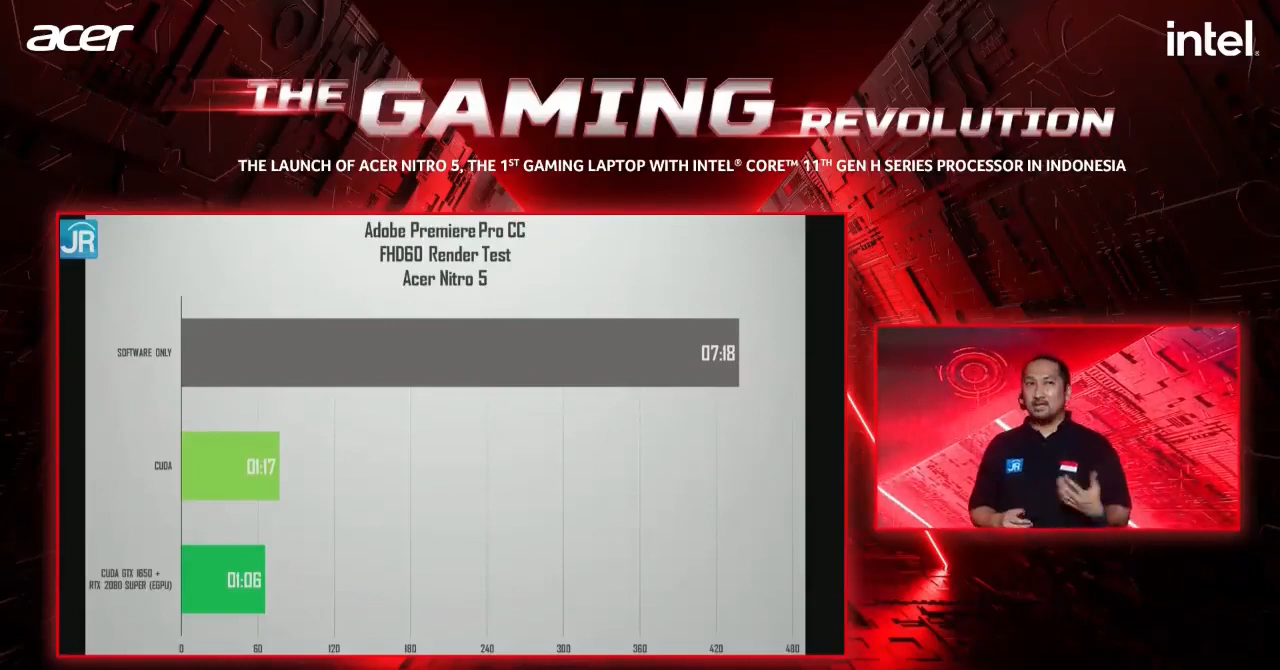 acer
intel
THE GAMING REVOLUTION
THE LAUNCH OF ACER NITRO 5, THE 1ST GAMING LAPTOP WITH INTEL® CORE™ 11TH GEN H SERIES PROCESSOR IN INDONESIA
JR
Adobe Premiere Pro CC
FHD60 Render Test
Acer Nitro 5
SOFTWARE ONLY
07:18
CUDA
01:17
CUDA GTX 1650 +
RTX 2080 SUPER (EGPU)
01:06
0 60 120 180 240 300 360 420 480
JR